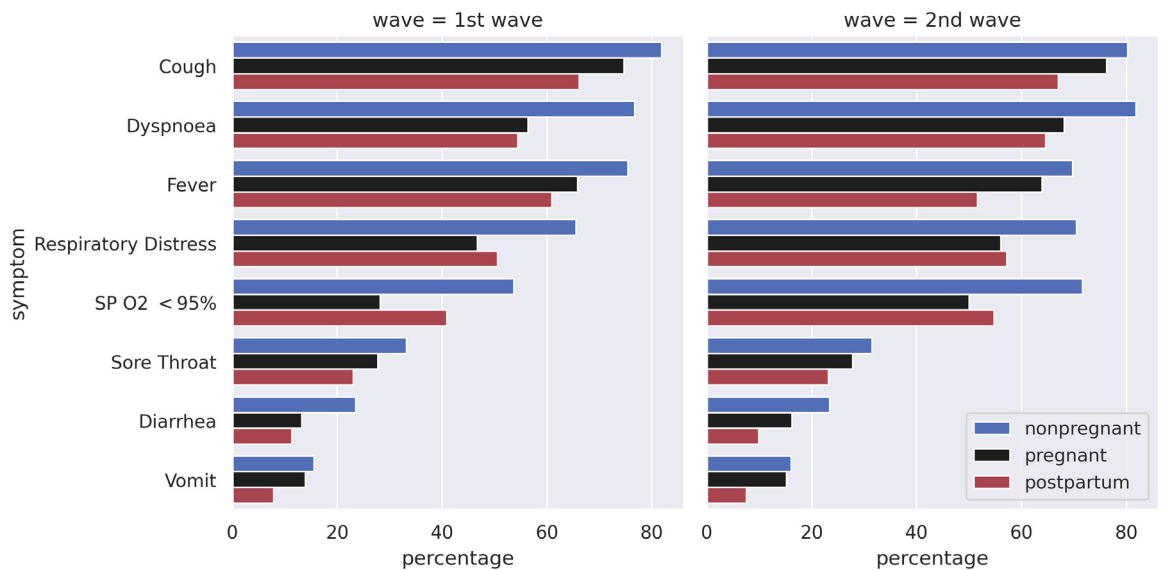 wave = 1st wave
wave = 2nd wave
symptom
Cough
Dyspnoea
Fever
Respiratory Distress
SP O2 < 95%
Sore Throat
Diarrhea
Vomit
nonpregnant
pregnant
postpartum
0 20 40 60 80
0 20 40 60 80
percentage
percentage